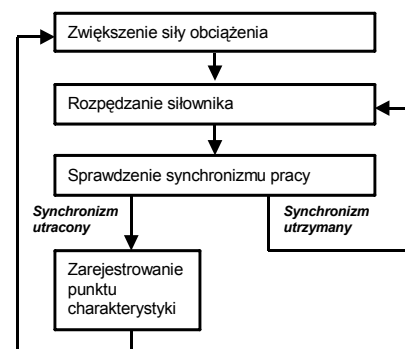 Zwiększenie siły obciążenia
Rozpędzanie siłownika
Sprawdzenie synchronizmu pracy
Synchronizm
utracony
Synchronizm
utrzymany
Zarejestrowanie
punktu
charakterystyki